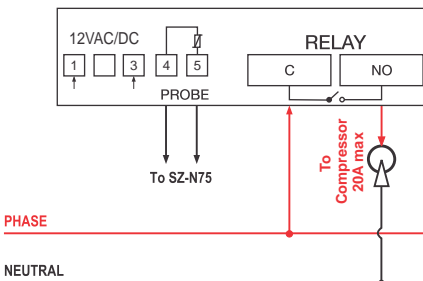 12VAC/DC
RELAY
1
3
4
5
C
NO
PROBE
To SZ-N75
To
Compressor
20A max
PHASE
NEUTRAL